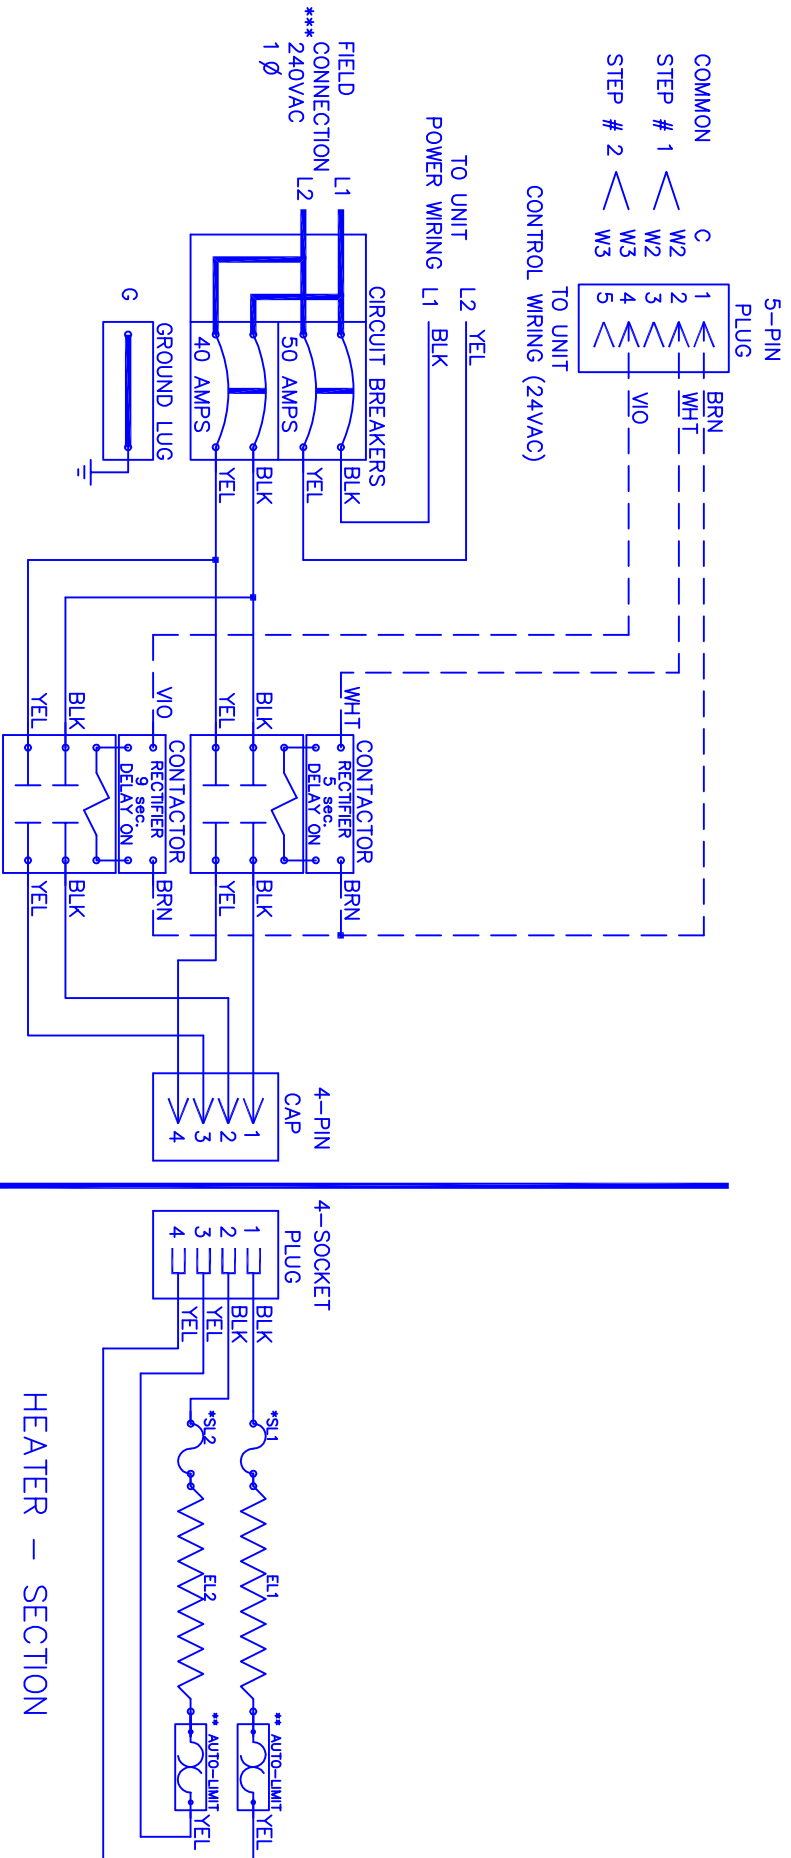 5-PIN
PLUG
COMMON
C
1
BRN
STEP # 1
W2
2
WHT
W2
3
STEP # 2
W3
4
VIO
W3
5
TO UNIT
CONTROL WIRING (24VAC)
TO UNIT
POWER WIRING
L2
YEL
L1
BLK
FIELD
*** CONNECTION
240VAC
1 Ø
L1
L2
CIRCUIT BREAKERS
50 AMPS
40 AMPS
BLK
YEL
BLK
YEL
G
GROUND LUG
WHT
CONTACTOR
RECTIFIER
5 sec.
DELAY ON
BRN
BLK
YEL
BLK
YEL
VIO
CONTACTOR
RECTIFIER
9 sec.
DELAY ON
BRN
BLK
YEL
BLK
YEL
4-PIN
CAP
1
2
3
4
4-SOCKET
PLUG
1
2
3
4
BLK
BLK
YEL
YEL
*SL1
EL1
** AUTO-LIMIT
YEL
*SL2
EL2
** AUTO-LIMIT
YEL
HEATER - SECTION